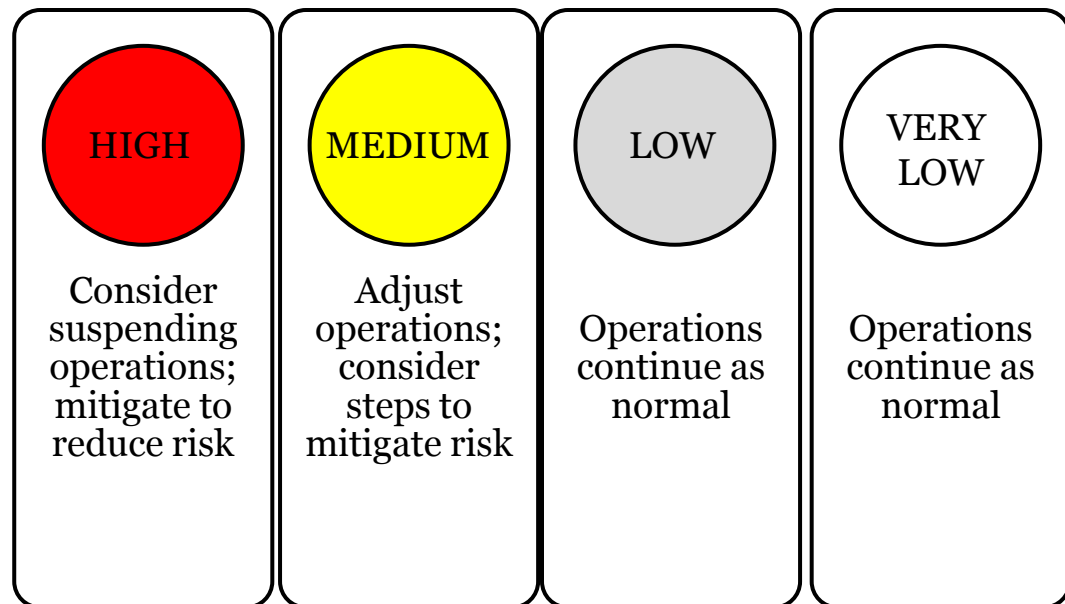 HIGH
Consider
suspending
operations;
mitigate to
reduce risk
MEDIUM
Adjust
operations;
consider
steps to
mitigate risk
LOW
Operations
continue as
normal
VERY
LOW
Operations
continue as
normal